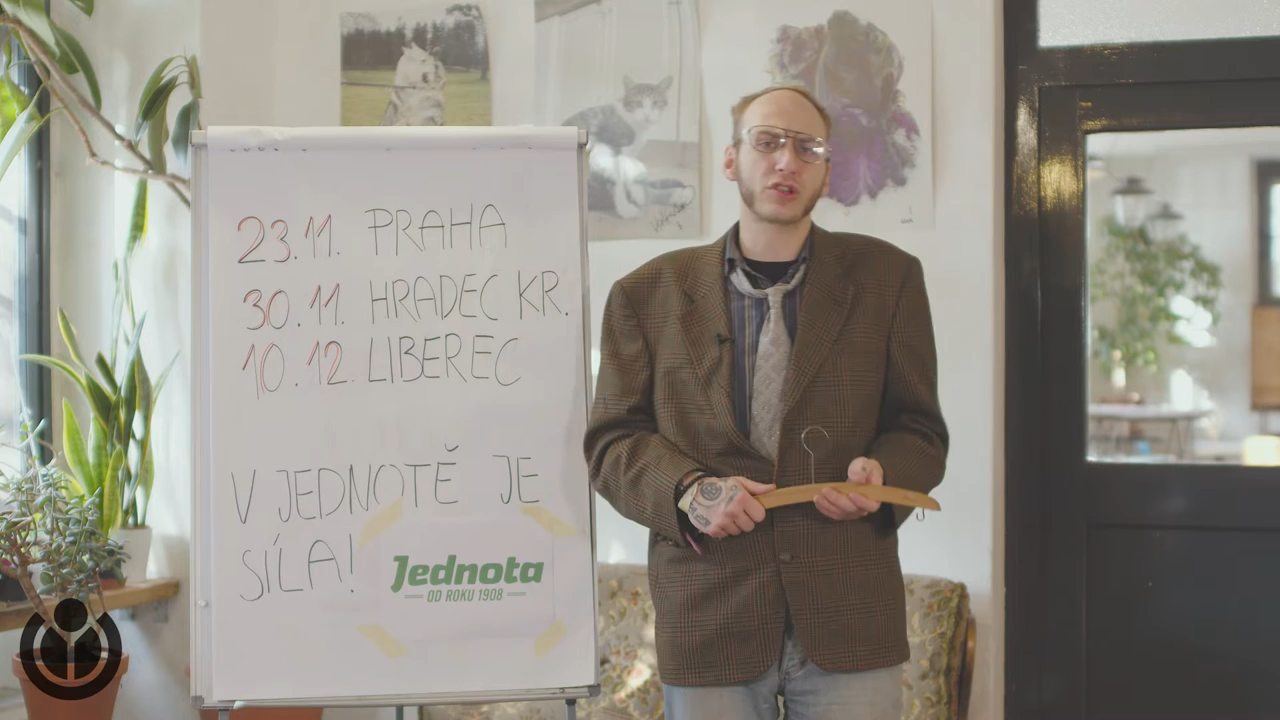 23.11. PRAHA
30.11. HRADEC KR.
10.12. LIBEREC
V JEDNOTĚ JE
SÍLA!
Jednota
OD ROKU 1908